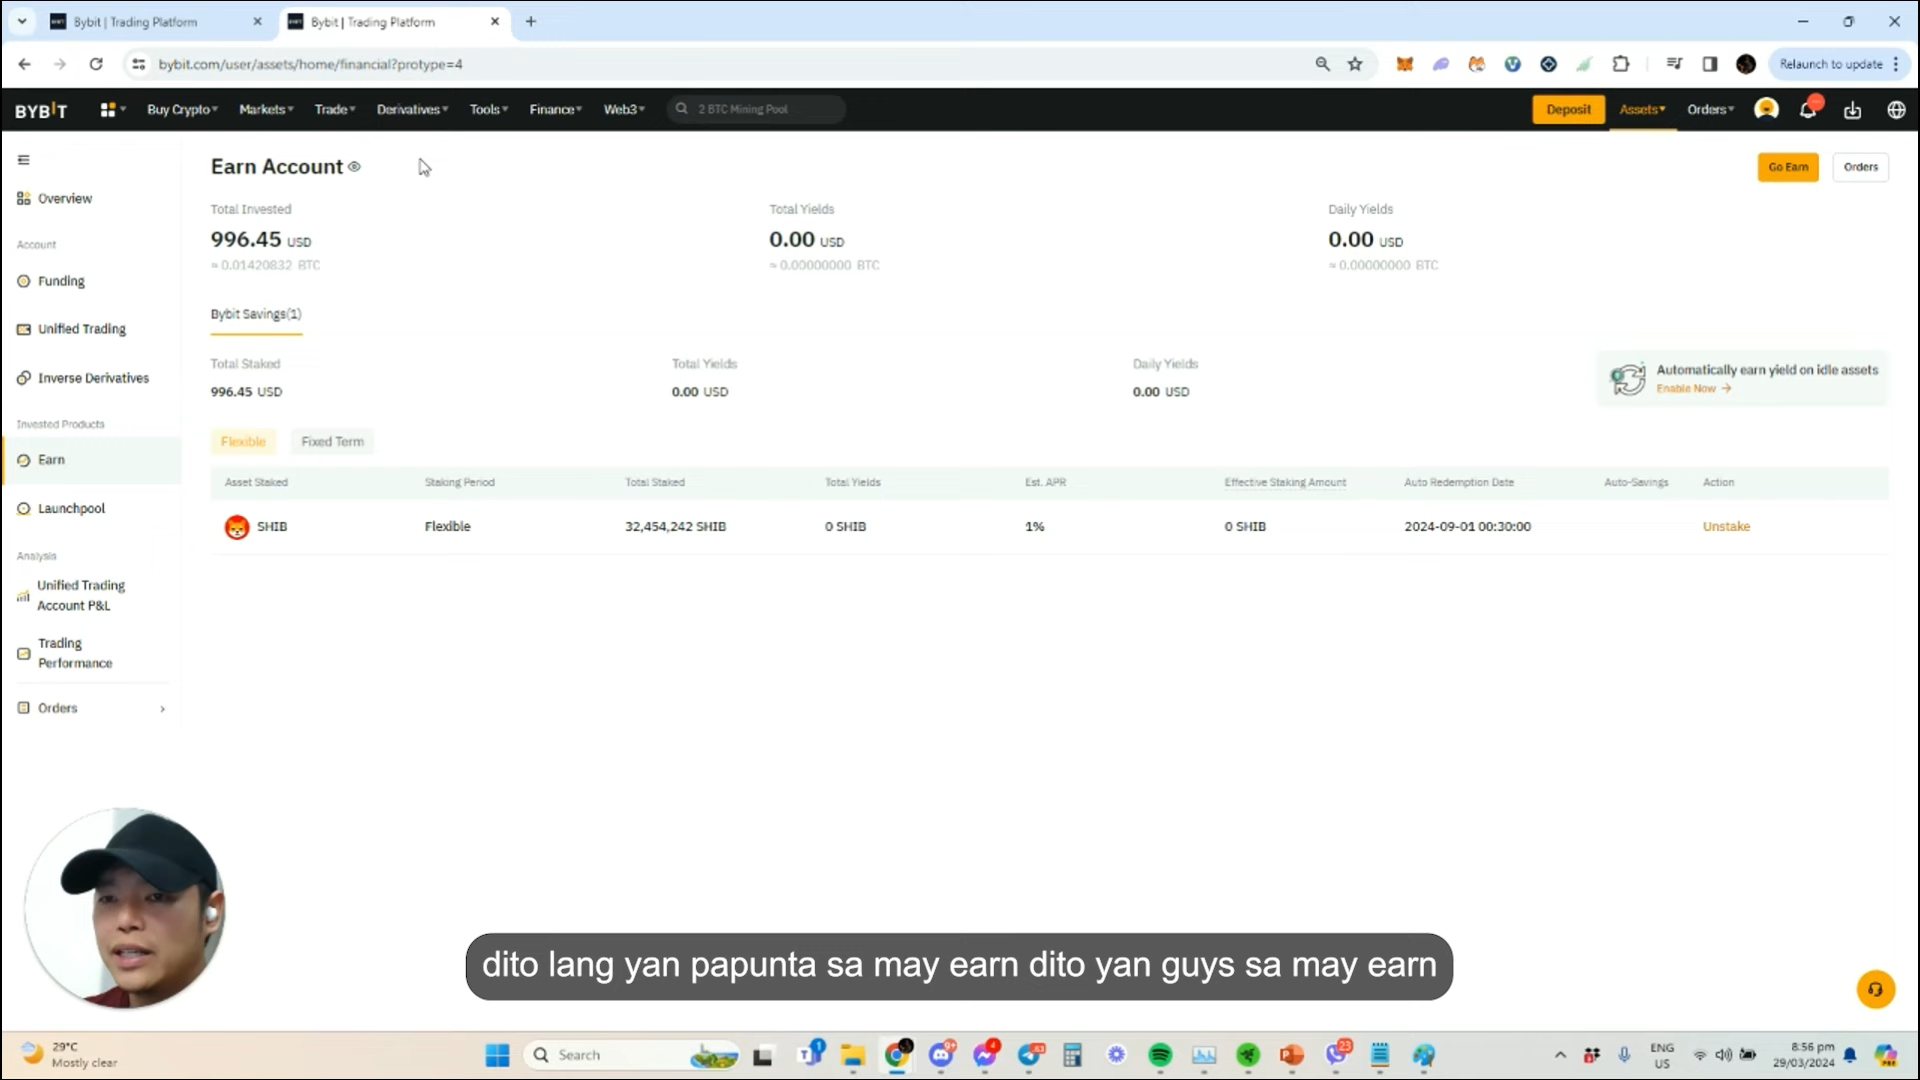 Bybit | Trading Platform
Bybit | Trading Platform
bybit.com/user/assets/home/financial?protype=4
Relaunch to update
BYBIT
Buy Crypto
Markets
Trade
Derivatives
Tools
Finance
Web3
2 BTC Mining Pool
Deposit
Assets
Orders
Overview
Account
Funding
Unified Trading
Inverse Derivatives
Invested Products
Earn
Launchpool
Analysis
Unified Trading
Account P&L
Trading
Performance
Orders
Earn Account
Go Earn
Orders
Total Invested
Total Yields
Daily Yields
996.45 USD
0.00 USD
0.00 USD
≈ 0.01420832 BTC
≈ 0.00000000 BTC
≈ 0.00000000 BTC
Bybit Savings(1)
Total Staked
Total Yields
Daily Yields
996.45 USD
0.00 USD
0.00 USD
Automatically earn yield on idle assets
Enable Now →
Flexible
Fixed Term
Asset Staked
Staking Period
Total Staked
Total Yields
Est. APR
Effective Staking Amount
Auto Redemption Date
Auto-Savings
Action
SHIB
Flexible
32,454,242 SHIB
0 SHIB
1%
0 SHIB
2024-09-01 00:30:00
Unstake
dito lang yan papunta sa may earn dito yan guys sa may earn
29°C
Mostly clear
Search
ENG
US
8:56 pm
29/03/2024